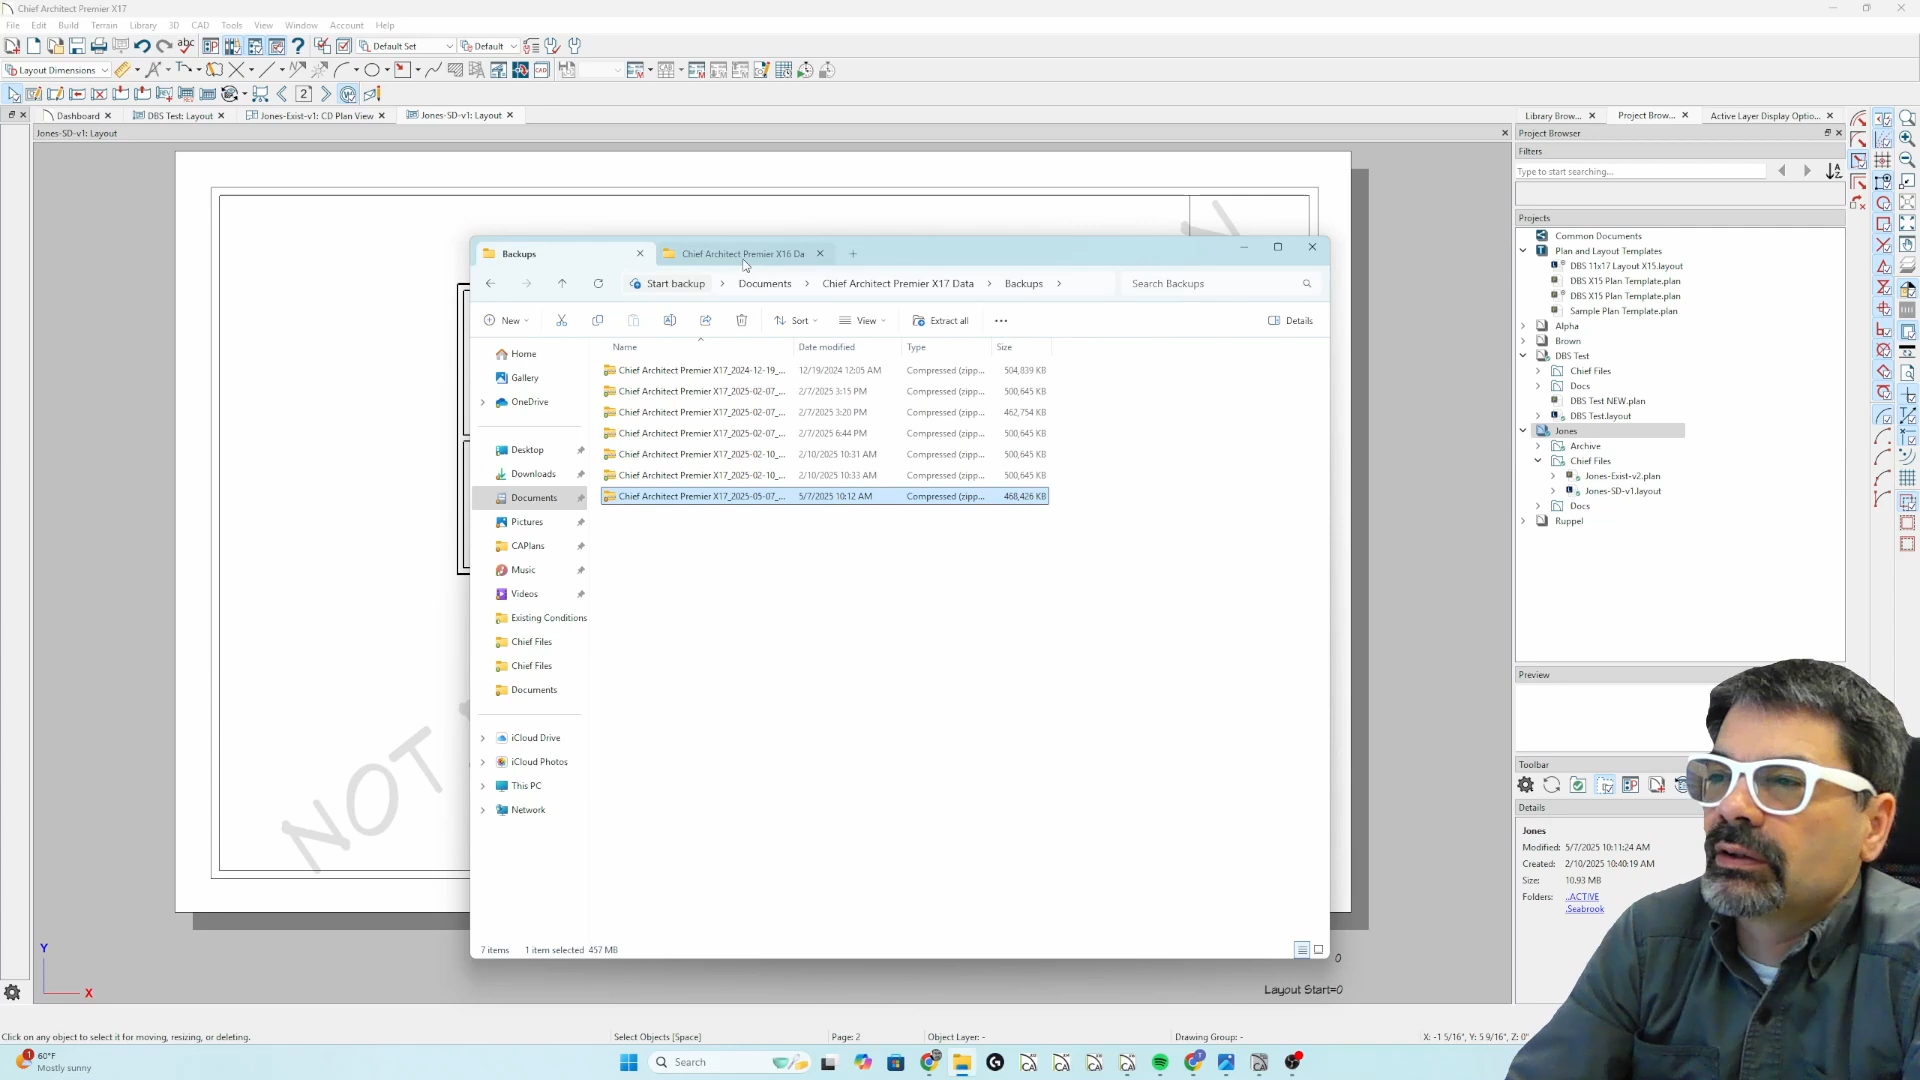 Chief Architect Premier X17
File Edit Build Terrain Library 3D CAD Tools View Window Account Help
Default Set Default
Layout Dimensions
2
Dashboard DBS Test: Layout Jones-Exist-v1: CD Plan View Jones-SD-v1: Layout
Jones-SD-v1: Layout
Library Brow... Project Brow... Active Layer Display Optio...
Project Browser
Filters
Type to start searching...
Projects
Common Documents
Plan and Layout Templates
DBS 11x17 Layout X15.layout
DBS X15 Plan Template.plan
DBS X15 Plan Template.plan
Sample Plan Template.plan
Alpha
Brown
DBS Test
Chief Files
Docs
DBS Test NEW.plan
DBS Test.layout
Jones
Archive
Chief Files
Jones-Exist-v2.plan
Jones-SD-v1.layout
Docs
Ruppel
Preview
Toolbar
Details
Jones
Modified: 5/7/2025 10:11:24 AM
Created: 2/10/2025 10:40:19 AM
Size: 10.93 MB
Folders: ..ACTIVE
.Seabrook
Backups Chief Architect Premier X16 Da
Start backup Documents Chief Architect Premier X17 Data Backups Search Backups
New Sort View Extract all Details
Name Date modified Type Size
Chief Architect Premier X17_2024-12-19_... 12/19/2024 12:05 AM Compressed (zipp... 504,839 KB
Chief Architect Premier X17_2025-02-07_... 2/7/2025 3:15 PM Compressed (zipp... 500,645 KB
Chief Architect Premier X17_2025-02-07_... 2/7/2025 3:20 PM Compressed (zipp... 462,754 KB
Chief Architect Premier X17_2025-02-07_... 2/7/2025 6:44 PM Compressed (zipp... 500,645 KB
Chief Architect Premier X17_2025-02-10_... 2/10/2025 10:31 AM Compressed (zipp... 500,645 KB
Chief Architect Premier X17_2025-02-10_... 2/10/2025 10:33 AM Compressed (zipp... 500,645 KB
Chief Architect Premier X17_2025-05-07_... 5/7/2025 10:12 AM Compressed (zipp... 468,426 KB
Home
Gallery
OneDrive
Desktop
Downloads
Documents
Pictures
CAPlans
Music
Videos
Existing Conditions
Chief Files
Chief Files
Documents
iCloud Drive
iCloud Photos
This PC
Network
7 items 1 item selected 457 MB
NOT
N
Y
X
0
Layout Start=0
Click on any object to select it for moving, resizing, or deleting. Select Objects [Space] Page: 2 Object Layer: - Drawing Group: - X: -1 5/16", Y: 5 9/16", Z: 0"
1
60°F
Mostly sunny
Search
CA CA CA CA CA